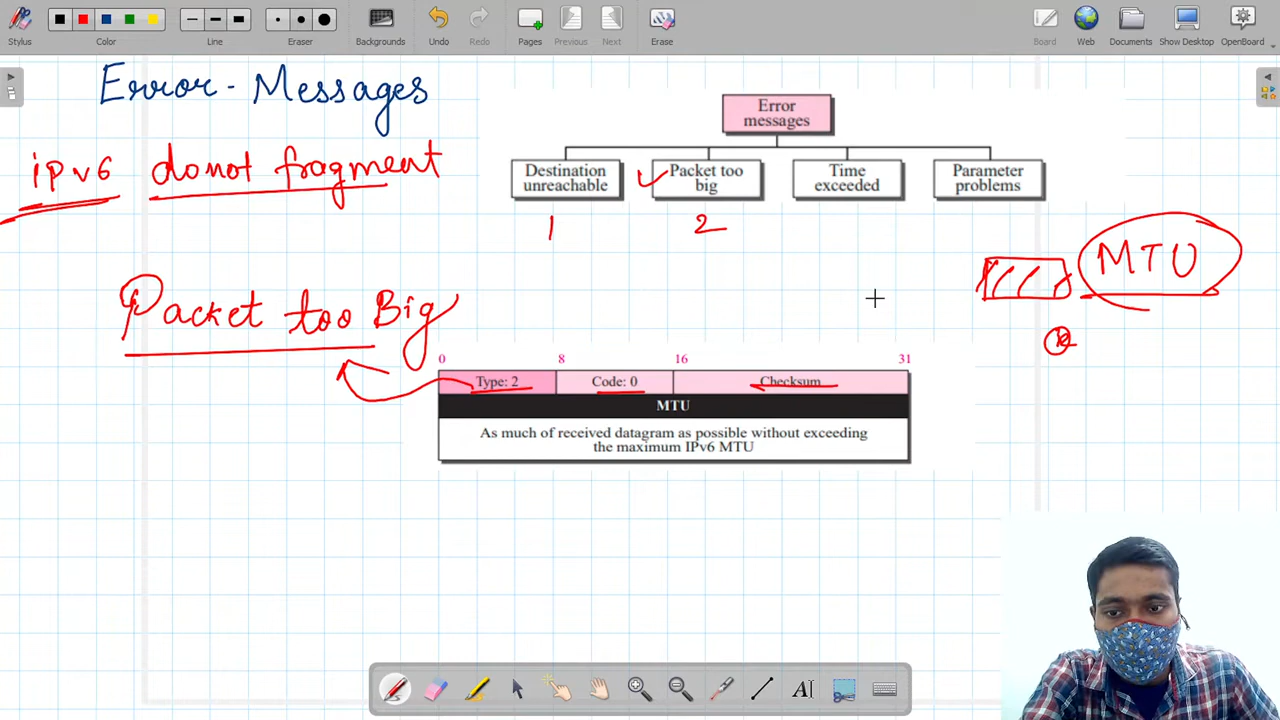 Stylus
Color
Line
Eraser
Backgrounds
Undo
Redo
Pages
Previous
Next
Erase
Board
Web
Documents
Show Desktop
OpenBoard
Error - Messages
ipv6 do not fragment
Error
messages
Destination
unreachable
Packet too
big
Time
exceeded
Parameter
problems
1
2
MTU
Packet too Big
0 8 16 31
Type: 2 Code: 0 Checksum
MTU
As much of received datagram as possible without exceeding
the maximum IPv6 MTU